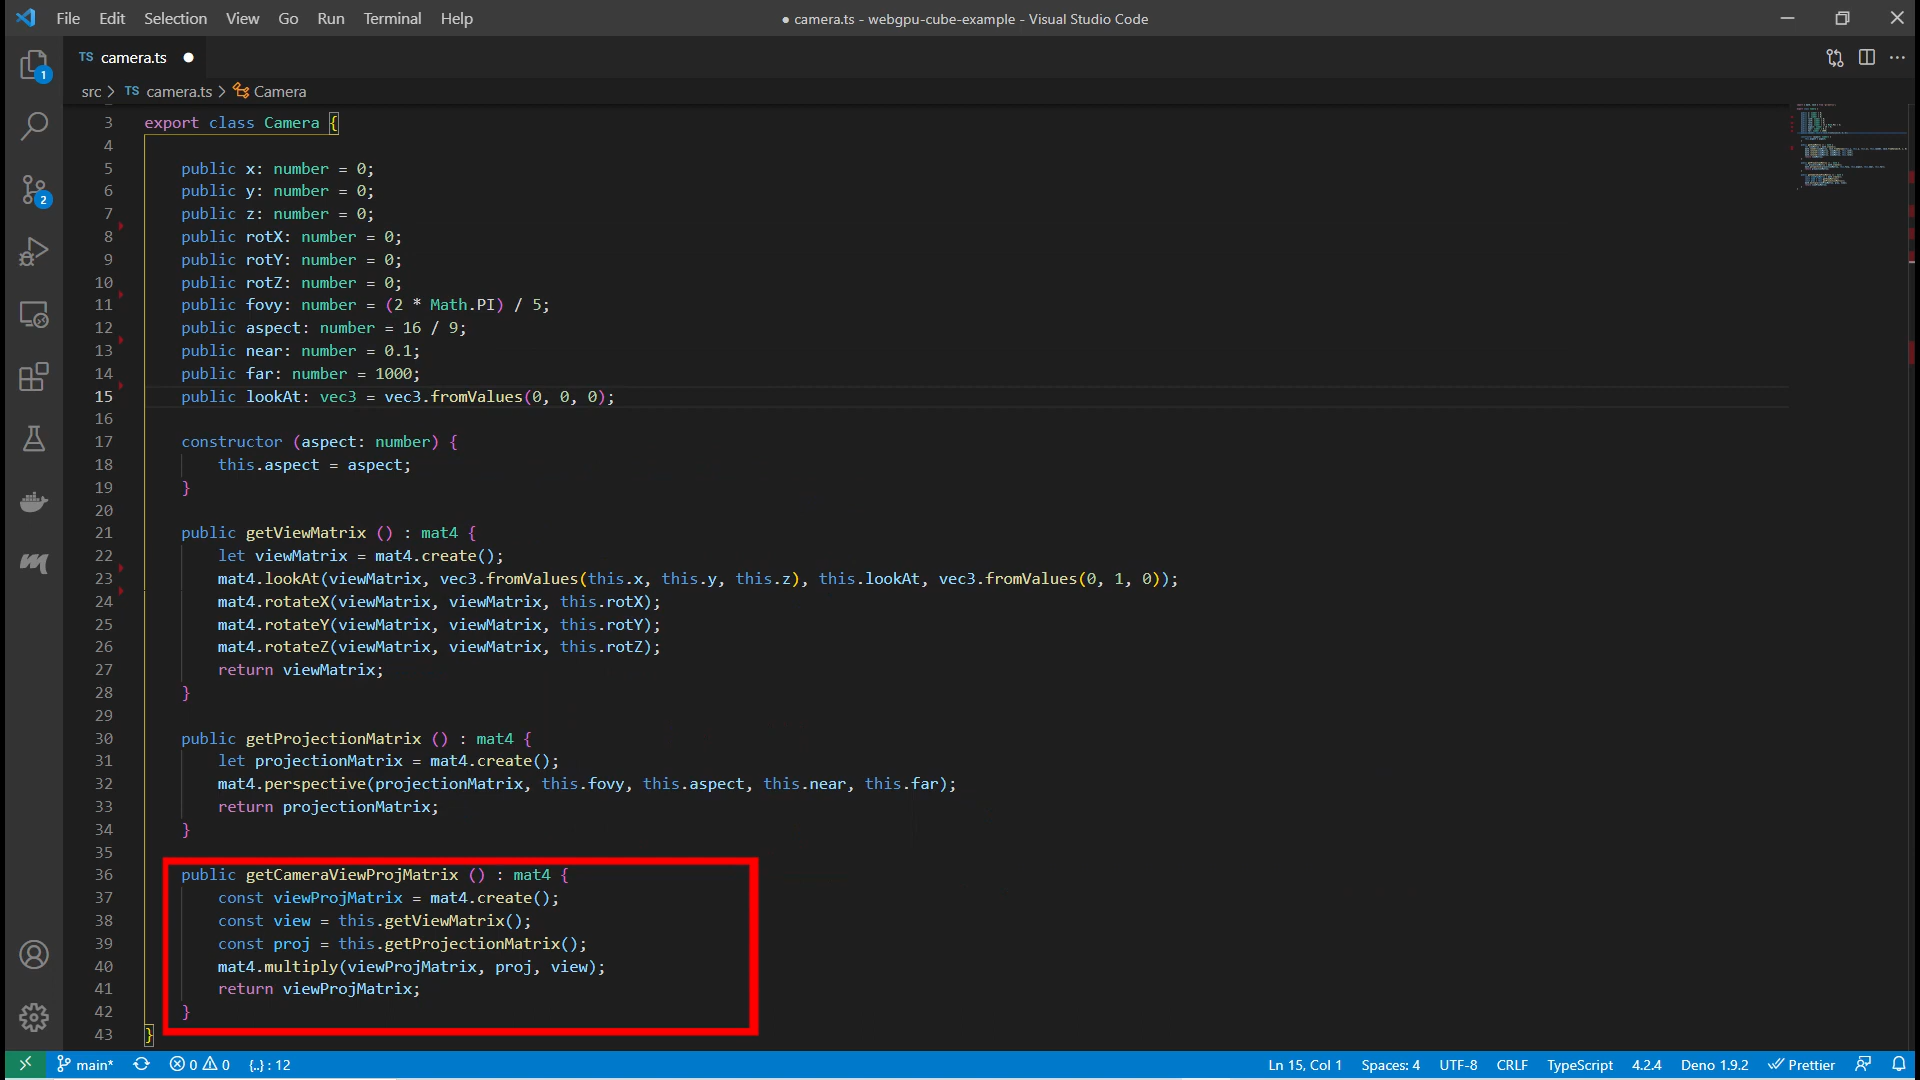 File Edit Selection View Go Run Terminal Help ● camera.ts - webgpu-cube-example - Visual Studio Code
TS camera.ts ●
src > TS camera.ts > Camera
1
2
3 export class Camera {
4
5 public x: number = 0;
6 public y: number = 0;
7 public z: number = 0;
8 public rotX: number = 0;
9 public rotY: number = 0;
10 public rotZ: number = 0;
11 public fovy: number = (2 * Math.PI) / 5;
12 public aspect: number = 16 / 9;
13 public near: number = 0.1;
14 public far: number = 1000;
15 public lookAt: vec3 = vec3.fromValues(0, 0, 0);
16
17 constructor (aspect: number) {
18 this.aspect = aspect;
19 }
20
21 public getViewMatrix () : mat4 {
22 let viewMatrix = mat4.create();
23 mat4.lookAt(viewMatrix, vec3.fromValues(this.x, this.y, this.z), this.lookAt, vec3.fromValues(0, 1, 0));
24 mat4.rotateX(viewMatrix, viewMatrix, this.rotX);
25 mat4.rotateY(viewMatrix, viewMatrix, this.rotY);
26 mat4.rotateZ(viewMatrix, viewMatrix, this.rotZ);
27 return viewMatrix;
28 }
29
30 public getProjectionMatrix () : mat4 {
31 let projectionMatrix = mat4.create();
32 mat4.perspective(projectionMatrix, this.fovy, this.aspect, this.near, this.far);
33 return projectionMatrix;
34 }
35
36 public getCameraViewProjMatrix () : mat4 {
37 const viewProjMatrix = mat4.create();
38 const view = this.getViewMatrix();
39 const proj = this.getProjectionMatrix();
40 mat4.multiply(viewProjMatrix, proj, view);
41 return viewProjMatrix;
42 }
43 }
main* 0 0 {..} : 12 Ln 15, Col 1 Spaces: 4 UTF-8 CRLF TypeScript 4.2.4 Deno 1.9.2 Prettier